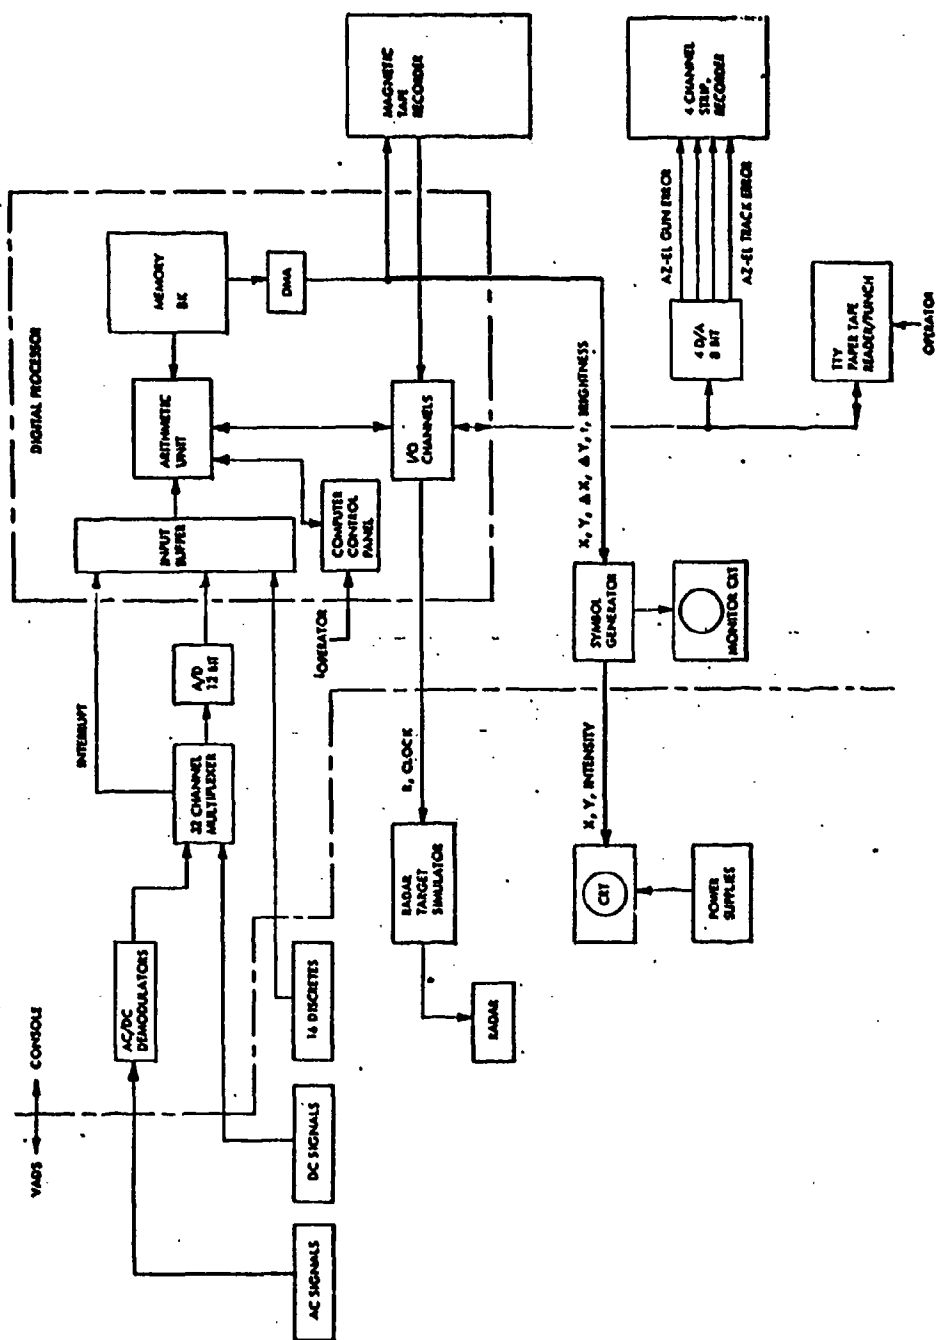 VADS
CONSOLE
AC SIGNALS
DC SIGNALS
16 DISCRETES
AC/DC
DEMODULATORS
32 CHANNEL
MULTIPLEXER
INTERRUPT
A/D
12 BIT
DIGITAL PROCESSOR
INPUT
BUFFER
ARITHMETIC
UNIT
MEMORY
8K
DMA
OPERATOR
COMPUTER
CONTROL
PANEL
I/O
CHANNELS
MAGNETIC
TAPE
RECORDER
RADAR
RADAR
TARGET
SIMULATOR
R, CLOCK
CRT
POWER
SUPPLIES
X, Y, INTENSITY
SYMBOL
GENERATOR
MONITOR CRT
X, Y, Δ X, Δ Y, t, BRIGHTNESS
4 D/A
8 BIT
AZ-EL GUN ERROR
AZ-EL TRACK ERROR
4 CHANNEL
STRIP
RECORDER
TTY
PAPER TAPE
READER/PUNCH
OPERATOR